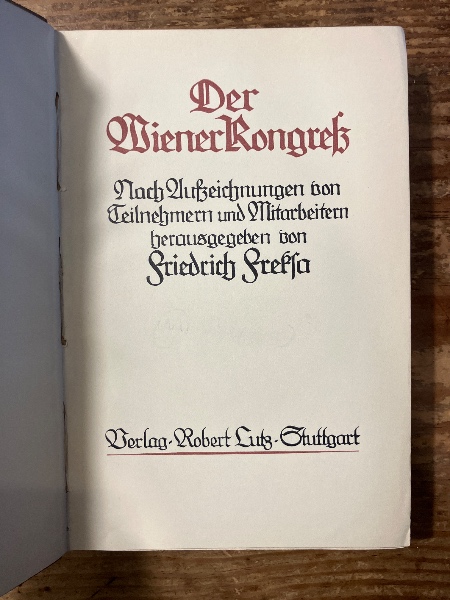 Der
Wiener Kongreß
Nach Aufzeichnungen von
Teilnehmern und Mitarbeitern
herausgegeben von
Friedrich Freksa
Verlag · Robert Lutz · Stuttgart